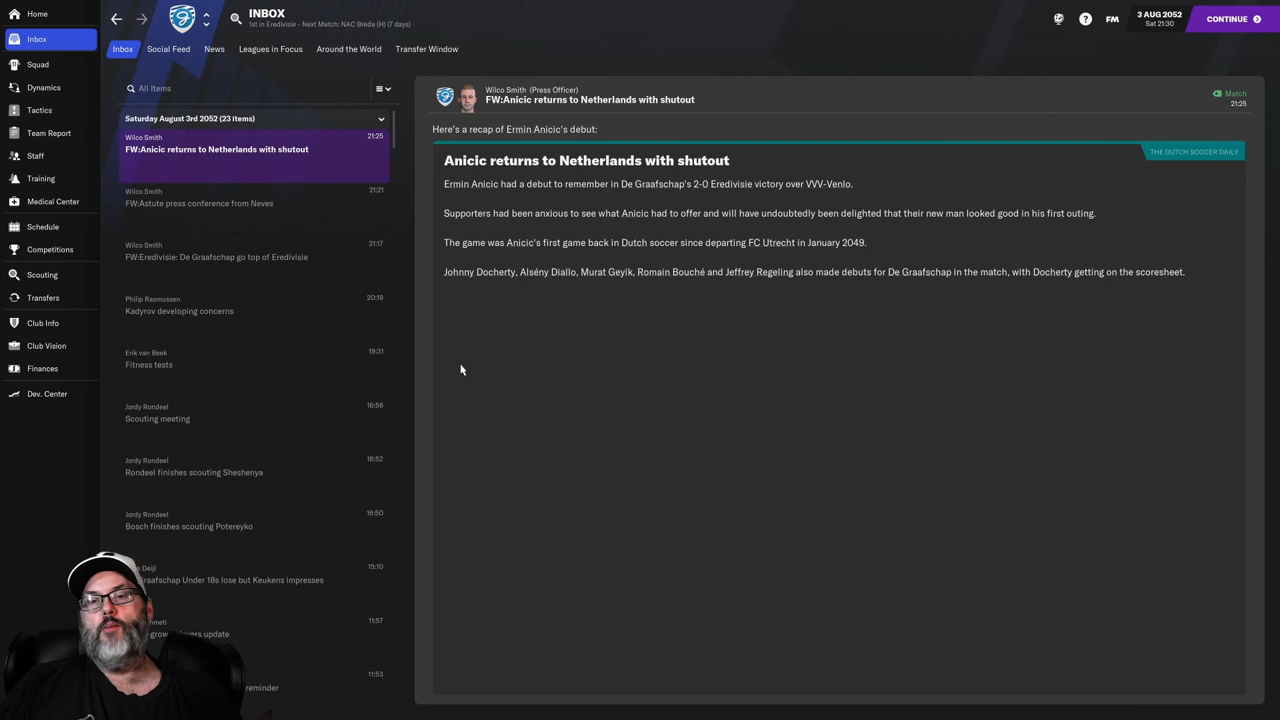 INBOX
1st in Eredivisie - Next Match: NAC Breda (H) (7 days)
FM
3 AUG 2052
Sat 21:30
CONTINUE
Home
Inbox
Squad
Dynamics
Tactics
Team Report
Staff
Training
Medical Center
Schedule
Competitions
Scouting
Transfers
Club Info
Club Vision
Finances
Dev. Center
Inbox Social Feed News Leagues in Focus Around the World Transfer Window
All Items
Saturday August 3rd 2052 (23 items)
Wilco Smith 21:25
FW:Anicic returns to Netherlands with shutout
Wilco Smith 21:21
FW:Astute press conference from Neves
Wilco Smith 21:17
FW:Eredivisie: De Graafschap go top of Eredivisie
Philip Rasmussen 20:19
Kadyrov developing concerns
Erik van Beek 19:31
Fitness tests
Jordy Rondeel 16:56
Scouting meeting
Jordy Rondeel 16:52
Rondeel finishes scouting Sheshenya
Jordy Rondeel 16:50
Bosch finishes scouting Potereyko
Deijl 15:10
Graafschap Under 18s lose but Keukens impresses
11:57
update
11:53
reminder
Wilco Smith (Press Officer)
FW:Anicic returns to Netherlands with shutout
Match
21:25
Here's a recap of Ermin Anicic's debut:
Anicic returns to Netherlands with shutout
THE DUTCH SOCCER DAILY
Ermin Anicic had a debut to remember in De Graafschap's 2-0 Eredivisie victory over VVV-Venlo.
Supporters had been anxious to see what Anicic had to offer and will have undoubtedly been delighted that their new man looked good in his first outing.
The game was Anicic's first game back in Dutch soccer since departing FC Utrecht in January 2049.
Johnny Docherty, Alsény Diallo, Murat Geyik, Romain Bouché and Jeffrey Regeling also made debuts for De Graafschap in the match, with Docherty getting on the scoresheet.